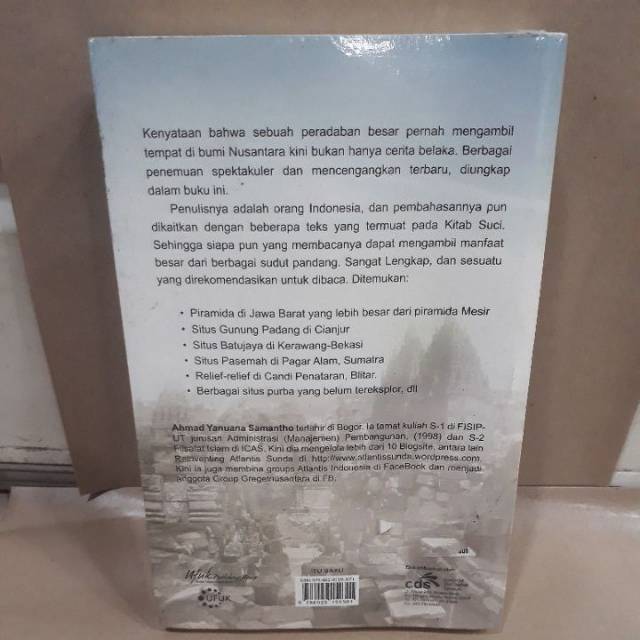 Kenyataan bahwa sebuah peradaban besar pernah mengambil
tempat di bumi Nusantara kini bukan hanya cerita belaka. Berbagai
penemuan spektakuler dan mencengangkan terbaru, diungkap
dalam buku ini.
Penulisnya adalah orang Indonesia, dan pembahasannya pun
dikaitkan dengan beberapa teks yang termuat pada Kitab Suci.
Sehingga siapa pun yang membacanya dapat mengambil manfaat
besar dari berbagai sudut pandang. Sangat Lengkap, dan sesuatu
yang direkomendasikan untuk dibaca. Ditemukan:
• Piramida di Jawa Barat yang lebih besar dari piramida Mesir
• Situs Gunung Padang di Cianjur
• Situs Batujaya di Kerawang-Bekasi
• Situs Pasemah di Pagar Alam, Sumatra
• Relief-relief di Candi Penataran, Blitar.
• Berbagai situs purba yang belum tereksplor, dll
Ahmad Yanuana Samantho terlahir di Bogor. Ia tamat kuliah S-1 di FISIP-
UT jurusan Administrasi (Manajemen) Pembangunan, (1998) dan S-2
Filsafat Islam di ICAS. Kini dia mengelola lebih dari 10 Blogsite, antara lain
Reinventing Atlantis Sunda di http://www.atlantissunda.wordpress.com.
Kini ia juga membina groups Atlantis Indonesia di FaceBook dan menjadi
anggota Group Gregetnusantara di FB.
UFUK
cds